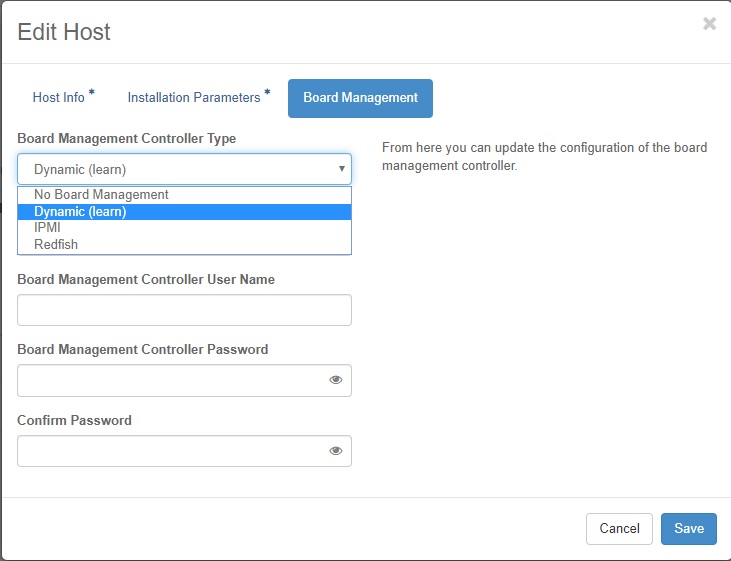 Edit Host
×
Host Info *
Installation Parameters *
Board Management
Board Management Controller Type
From here you can update the configuration of the board
management controller.
Dynamic (learn)
No Board Management
Dynamic (learn)
IPMI
Redfish
Board Management Controller User Name
Board Management Controller Password
Confirm Password
Cancel
Save